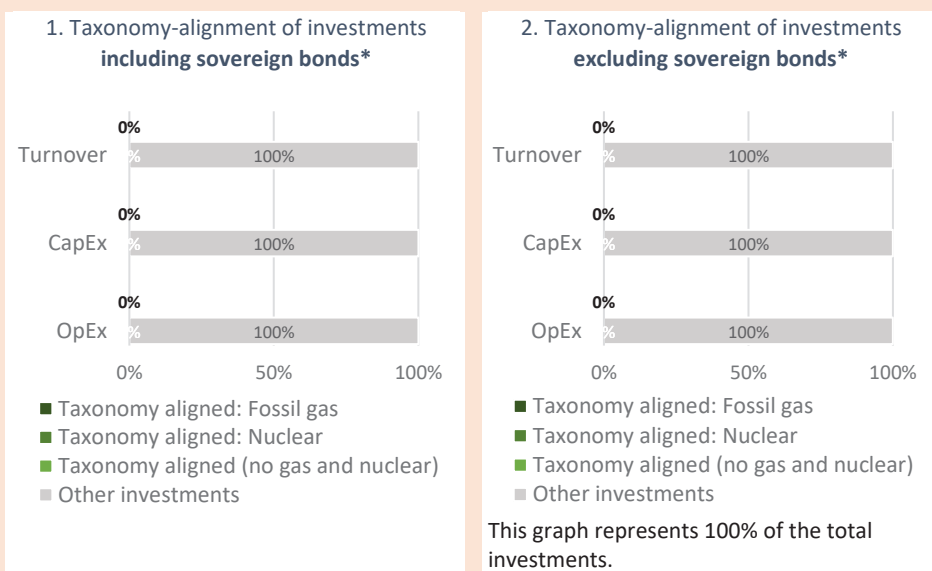 1. Taxonomy-alignment of investments
including sovereign bonds*
0%
Turnover % 100%
0%
CapEx % 100%
0%
OpEx % 100%
0% 50% 100%
Taxonomy aligned: Fossil gas
Taxonomy aligned: Nuclear
Taxonomy aligned (no gas and nuclear)
Other investments
2. Taxonomy-alignment of investments
excluding sovereign bonds*
0%
Turnover % 100%
0%
CapEx % 100%
0%
OpEx % 100%
0% 50% 100%
Taxonomy aligned: Fossil gas
Taxonomy aligned: Nuclear
Taxonomy aligned (no gas and nuclear)
Other investments
This graph represents 100% of the total
investments.